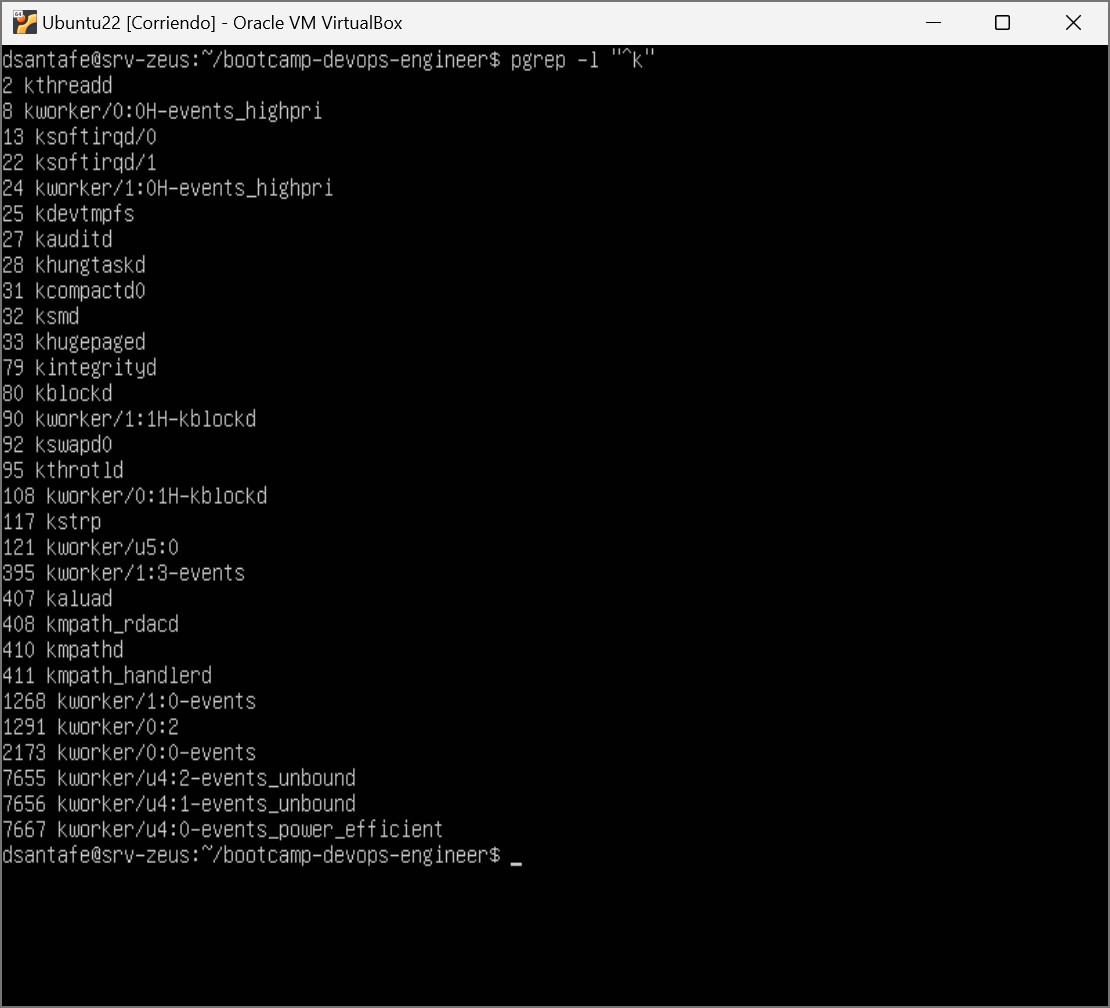 Ubuntu22 [Corriendo] - Oracle VM VirtualBox
dsantafe@srv-zeus:~/bootcamp-devops-engineer$ pgrep -l "^k"
2 kthreadd
8 kworker/0:0H-events_highpri
13 ksoftirqd/0
22 ksoftirqd/1
24 kworker/1:0H-events_highpri
25 kdevtmpfs
27 kauditd
28 khungtaskd
31 kcompactd0
32 ksmd
33 khugepaged
79 kintegrityd
80 kblockd
90 kworker/1:1H-kblockd
92 kswapd0
95 kthrotld
108 kworker/0:1H-kblockd
117 kstrp
121 kworker/u5:0
395 kworker/1:3-events
407 kaluad
408 kmpath_rdacd
410 kmpathd
411 kmpath_handlerd
1268 kworker/1:0-events
1291 kworker/0:2
2173 kworker/0:0-events
7655 kworker/u4:2-events_unbound
7656 kworker/u4:1-events_unbound
7667 kworker/u4:0-events_power_efficient
dsantafe@srv-zeus:~/bootcamp-devops-engineer$ _